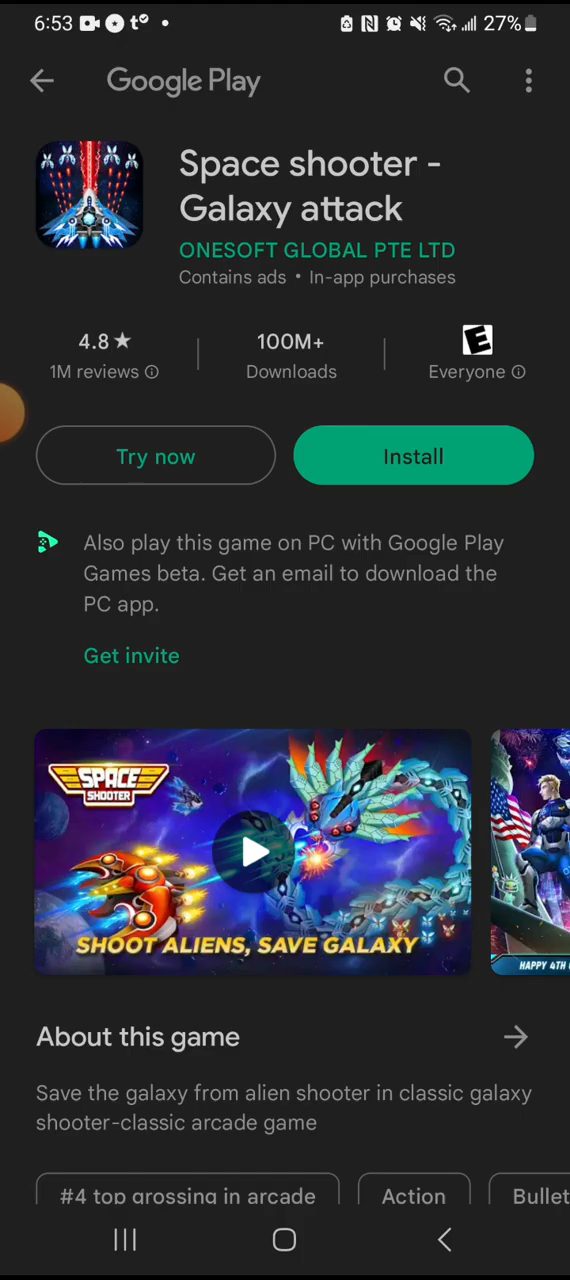 6:53
27%
Google Play
Space shooter -
Galaxy attack
ONESOFT GLOBAL PTE LTD
Contains ads • In-app purchases
4.8★
100M+
E
1M reviews
Downloads
Everyone
Try now
Install
Also play this game on PC with Google Play
Games beta. Get an email to download the
PC app.
Get invite
SPACE
SHOOTER
SHOOT ALIENS, SAVE GALAXY
HAPPY 4TH
About this game
Save the galaxy from alien shooter in classic galaxy
shooter-classic arcade game
#4 top grossing in arcade
Action
Bullet